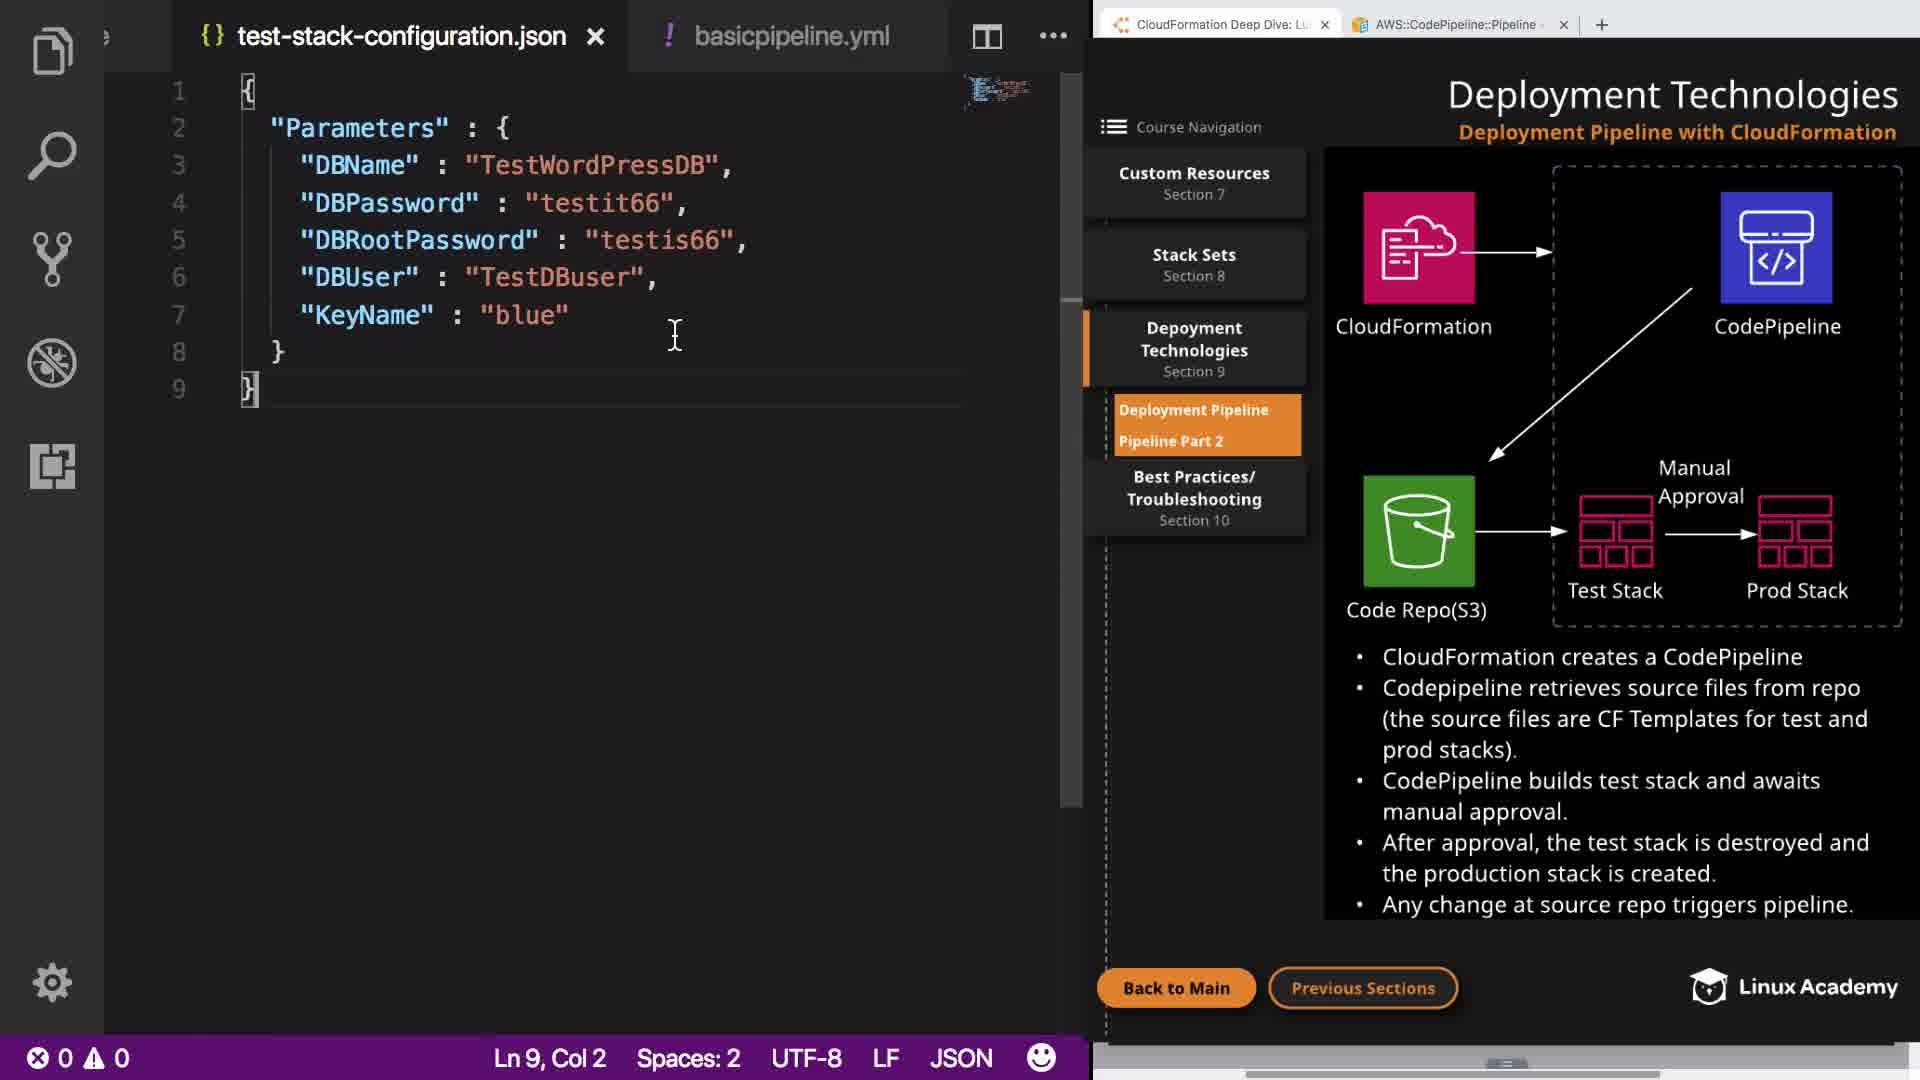 {} test-stack-configuration.json ×
! basicpipeline.yml
1 {
2 "Parameters" : {
3 "DBName" : "TestWordPressDB",
4 "DBPassword" : "testit66",
5 "DBRootPassword" : "testis66",
6 "DBUser" : "TestDBuser",
7 "KeyName" : "blue"
8 }
9 }
0 0
Ln 9, Col 2 Spaces: 2 UTF-8 LF JSON
CloudFormation Deep Dive: Lu
AWS::CodePipeline::Pipeline -
Deployment Technologies
Deployment Pipeline with CloudFormation
Course Navigation
Custom Resources
Section 7
Stack Sets
Section 8
Depoyment
Technologies
Section 9
Deployment Pipeline
Pipeline Part 2
Best Practices/
Troubleshooting
Section 10
CloudFormation
CodePipeline
Manual
Approval
Code Repo(S3)
Test Stack
Prod Stack
• CloudFormation creates a CodePipeline
• Codepipeline retrieves source files from repo
(the source files are CF Templates for test and
prod stacks).
• CodePipeline builds test stack and awaits
manual approval.
• After approval, the test stack is destroyed and
the production stack is created.
• Any change at source repo triggers pipeline.
Back to Main
Previous Sections
Linux Academy